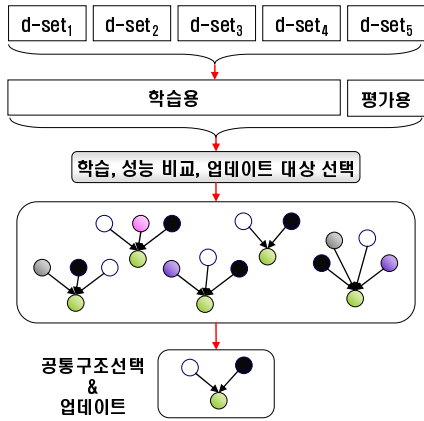 d-set₁ d-set₂ d-set₃ d-set₄ d-set₅
학습용 평가용
학습, 성능 비교, 업데이트 대상 선택
공통구조선택
&
업데이트